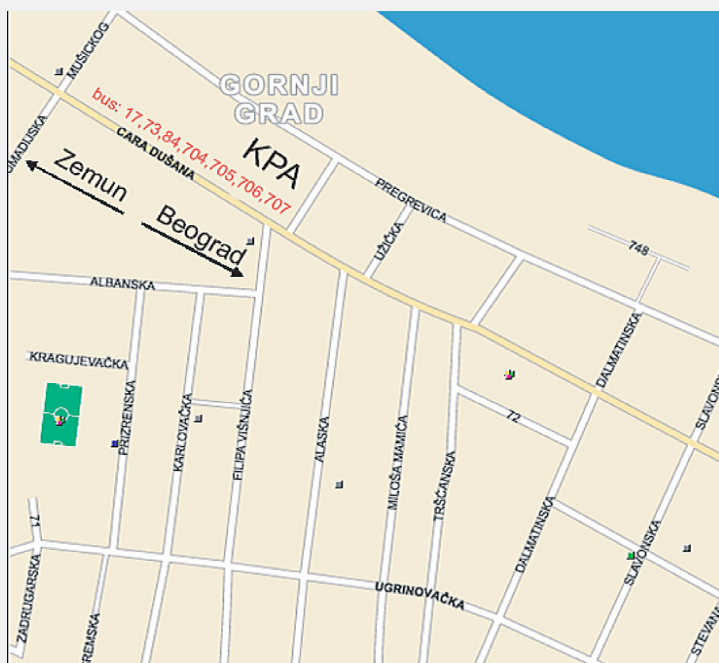 MUŠICKOG
GORNJI
GRAD
bus: 17,73,84,704,705,706,707
KPA
CARA DUŠANA
Zemun
Beograd
PREGREVICA
UŽIČKA
748
ALBANSKA
DALMATINSKA
KRAGUJEVAČKA
PRIZRENSKA
KARLOVAČKA
FILIPA VIŠNJIĆA
ALASKA
MILOŠA MAMIĆA
TRŠĆANSKA
72
DALMATINSKA
SLAVONSKA
71
ZADRUGARSKA
UGRINOVAČKA